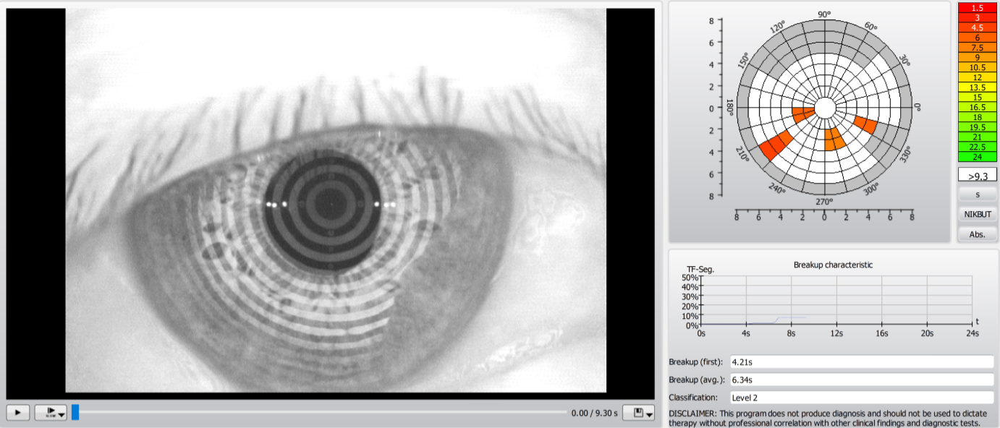 8
6
4
2
0
2
4
6
8
90°
60°
30°
0°
330°
300°
270°
240°
210°
180°
150°
120°
8 6 4 2 0 2 4 6 8
1.5
3
4.5
6
7.5
9
10.5
12
13.5
15
16.5
18
19.5
21
22.5
24
>9.3
s
NIKBUT
Abs.
Breakup characteristic
TF-Seg.
50%
40%
30%
20%
10%
0%
0s 4s 8s 12s 16s 20s 24s
t
Breakup (first): 4.21s
Breakup (avg.): 6.34s
Classification: Level 2
DISCLAIMER: This program does not produce diagnosis and should not be used to dictate
therapy without professional correlation with other clinical findings and diagnostic tests.
SLOW
0.00 / 9.30 s